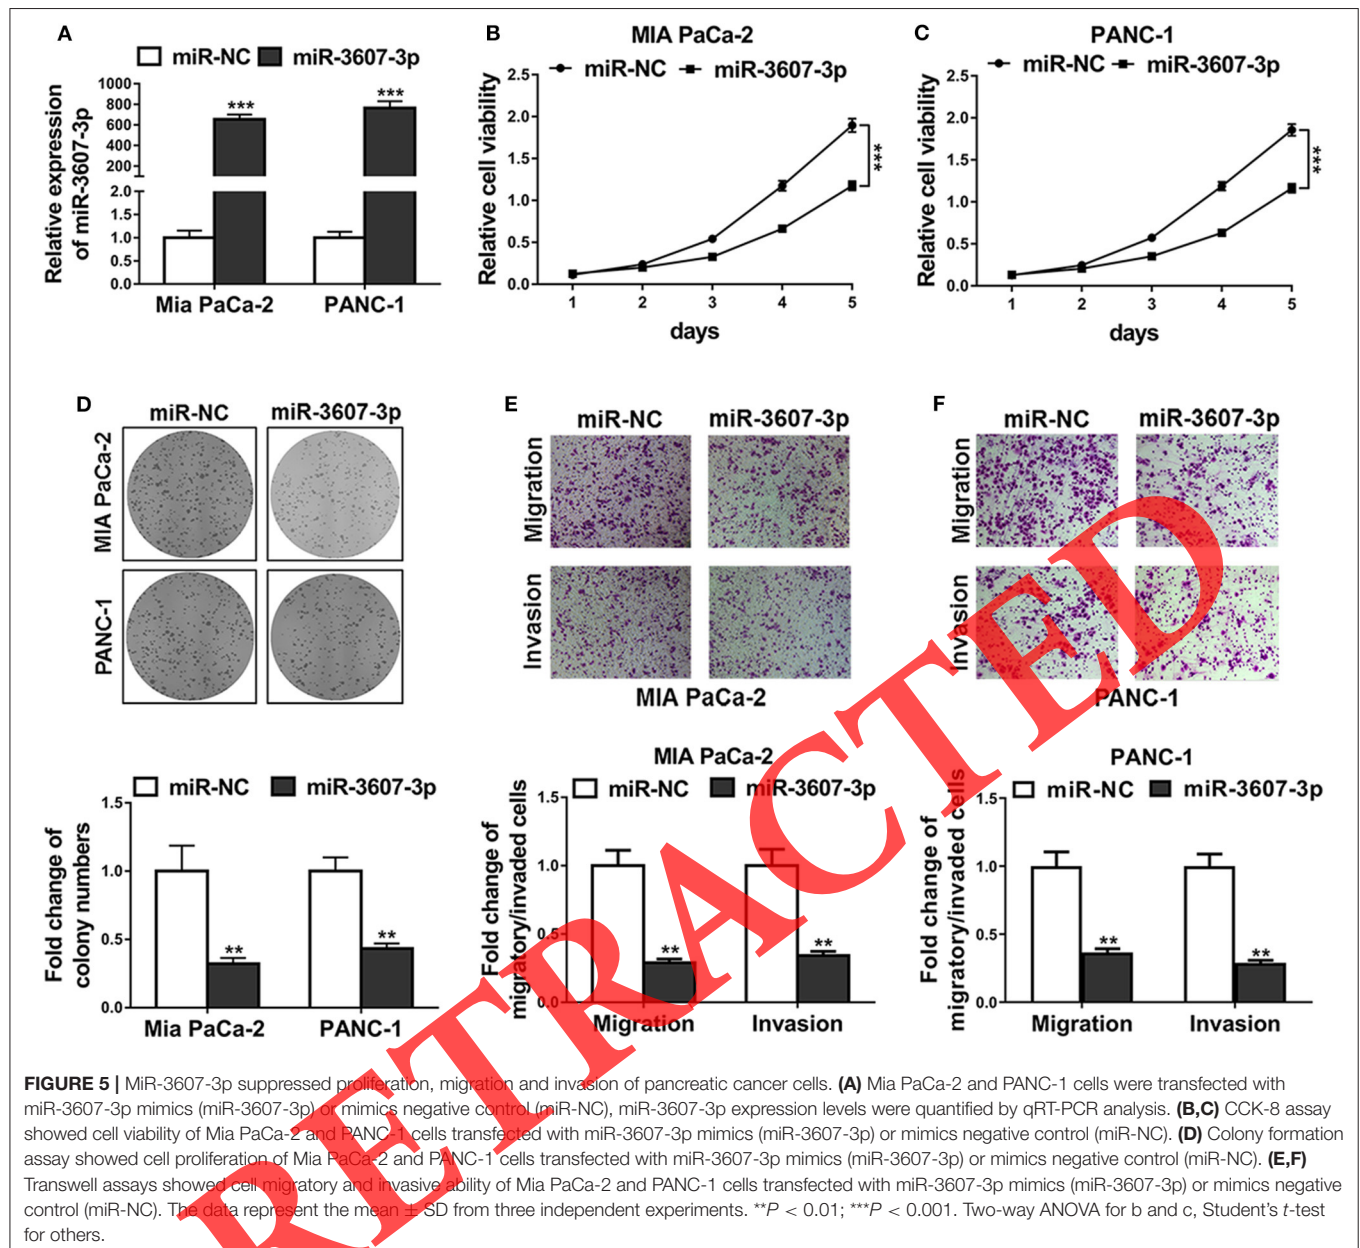 A
miR-NC miR-3607-3p
Relative expression
of miR-3607-3p
1000
800
600
400
200
2.0
1.5
1.0
0.5
0.0
***
***
Mia PaCa-2 PANC-1
B
MIA PaCa-2
miR-NC miR-3607-3p
Relative cell viability
2.5
2.0
1.5
1.0
0.5
0.0
***
1 2 3 4 5
days
C
PANC-1
miR-NC miR-3607-3p
Relative cell viability
2.5
2.0
1.5
1.0
0.5
0.0
***
1 2 3 4 5
days
D
miR-NC miR-3607-3p
MIA PaCa-2
PANC-1
miR-NC miR-3607-3p
Fold change of
colony numbers
1.5
1.0
0.5
0.0
**
**
Mia PaCa-2 PANC-1
E
miR-NC miR-3607-3p
Migration
Invasion
MIA PaCa-2
MIA PaCa-2
miR-NC miR-3607-3p
Fold change of
migratory/invaded cells
1.5
1.0
0.5
0.0
**
**
Migration Invasion
F
miR-NC miR-3607-3p
Migration
Invasion
PANC-1
PANC-1
miR-NC miR-3607-3p
Fold change of
migratory/invaded cells
1.5
1.0
0.5
0.0
**
**
Migration Invasion
RETRACTED
FIGURE 5 | MiR-3607-3p suppressed proliferation, migration and invasion of pancreatic cancer cells. (A) Mia PaCa-2 and PANC-1 cells were transfected with
miR-3607-3p mimics (miR-3607-3p) or mimics negative control (miR-NC), miR-3607-3p expression levels were quantified by qRT-PCR analysis. (B,C) CCK-8 assay
showed cell viability of Mia PaCa-2 and PANC-1 cells transfected with miR-3607-3p mimics (miR-3607-3p) or mimics negative control (miR-NC). (D) Colony formation
assay showed cell proliferation of Mia PaCa-2 and PANC-1 cells transfected with miR-3607-3p mimics (miR-3607-3p) or mimics negative control (miR-NC). (E,F)
Transwell assays showed cell migratory and invasive ability of Mia PaCa-2 and PANC-1 cells transfected with miR-3607-3p mimics (miR-3607-3p) or mimics negative
control (miR-NC). The data represent the mean ± SD from three independent experiments. **P < 0.01; ***P < 0.001. Two-way ANOVA for b and c, Student's t-test
for others.